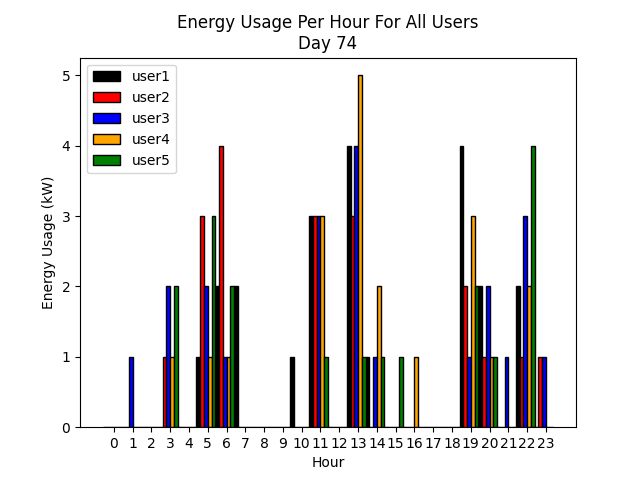 Energy Usage Per Hour For All Users
Day 74
user1
user2
user3
user4
user5
Energy Usage (kW)
5
4
3
2
1
0
0 1 2 3 4 5 6 7 8 9 10 11 12 13 14 15 16 17 18 19 20 21 22 23
Hour